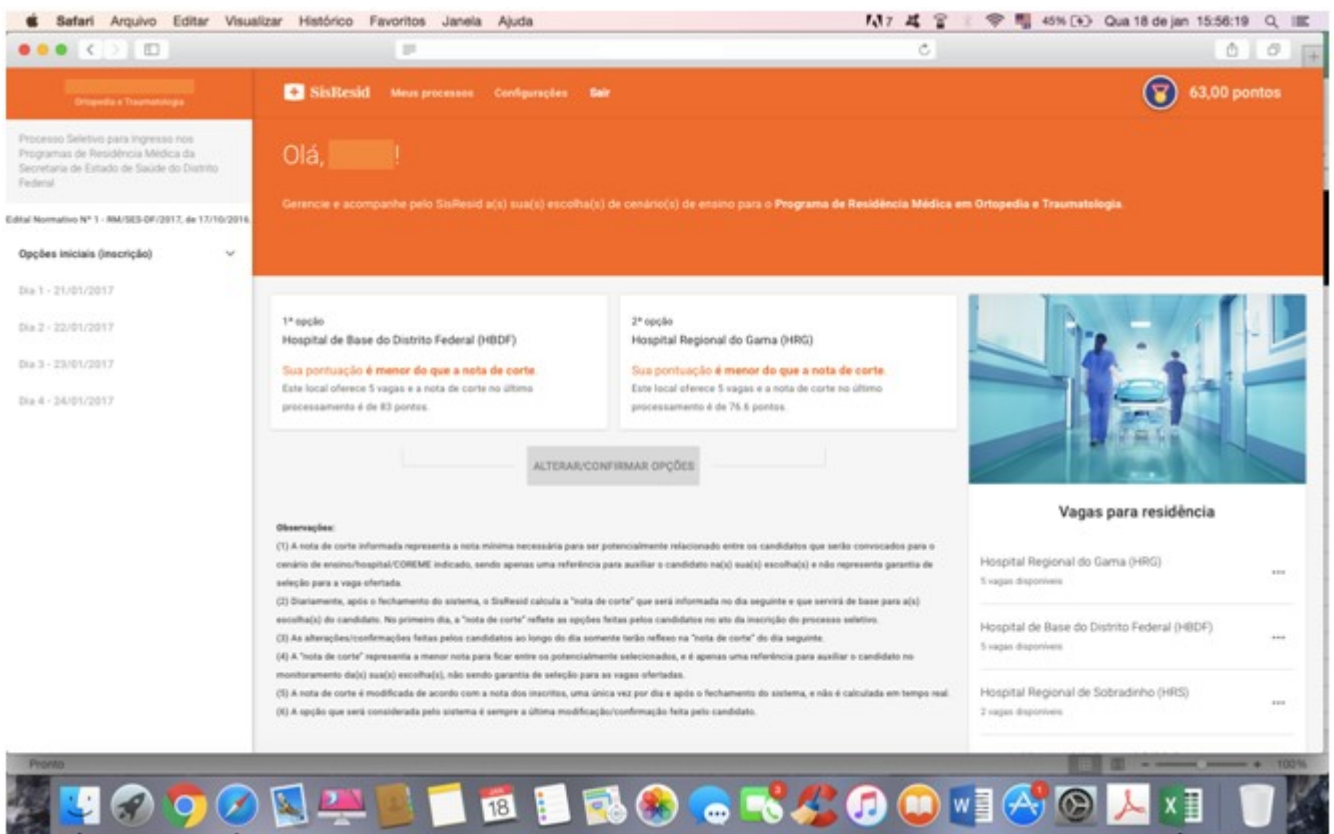 Safari Arquivo Editar Visualizar Histórico Favoritos Janela Ajuda
7 45% Qua 18 de jan 15:56:19
Ortopedia e Traumatologia
Processo Seletivo para Ingresso nos
Programas de Residência Médica da
Secretaria de Estado de Saúde do Distrito
Federal
Edital Normativo Nº 1 - RM/SES-DF/2017, de 17/10/2016.
Opções iniciais (inscrição)
Dia 1 - 21/01/2017
Dia 2 - 22/01/2017
Dia 3 - 23/01/2017
Dia 4 - 24/01/2017
SisResid Meus processos Configurações Sair
63,00 pontos
Olá, !
Gerencie e acompanhe pelo SisResid a(s) sua(s) escolha(s) de cenário(s) de ensino para o Programa de Residência Médica em Ortopedia e Traumatologia.
1ª opção
Hospital de Base do Distrito Federal (HBDF)
Sua pontuação é menor do que a nota de corte.
Este local oferece 5 vagas e a nota de corte no último
processamento é de 83 pontos.
2ª opção
Hospital Regional do Gama (HRG)
Sua pontuação é menor do que a nota de corte.
Este local oferece 5 vagas e a nota de corte no último
processamento é de 76.6 pontos.
ALTERAR/CONFIRMAR OPÇÕES
Observações:
(1) A nota de corte informada representa a nota mínima necessária para ser potencialmente relacionado entre os candidatos que serão convocados para o
cenário de ensino/hospital/COREME indicado, sendo apenas uma referência para auxiliar o candidato na(s) sua(s) escolha(s) e não representa garantia de
seleção para a vaga ofertada.
(2) Diariamente, após o fechamento do sistema, o SisResid calcula a "nota de corte" que será informada no dia seguinte e que servirá de base para a(s)
escolha(s) do candidato. No primeiro dia, a "nota de corte" reflete as opções feitas pelos candidatos no ato da inscrição do processo seletivo.
(3) As alterações/confirmações feitas pelos candidatos ao longo do dia somente terão reflexo na "nota de corte" do dia seguinte.
(4) A "nota de corte" representa a menor nota para ficar entre os potencialmente selecionados, e é apenas uma referência para auxiliar o candidato no
monitoramento da(s) sua(s) escolha(s), não sendo garantia de seleção para as vagas ofertadas.
(5) A nota de corte é modificada de acordo com a nota dos inscritos, uma única vez por dia e após o fechamento do sistema, e não é calculada em tempo real.
(6) A opção que será considerada pelo sistema é sempre a última modificação/confirmação feita pelo candidato.
Vagas para residência
Hospital Regional do Gama (HRG)
5 vagas disponíveis
Hospital de Base do Distrito Federal (HBDF)
5 vagas disponíveis
Hospital Regional de Sobradinho (HRS)
2 vagas disponíveis
Pronto
100%
JAN
18
3
1